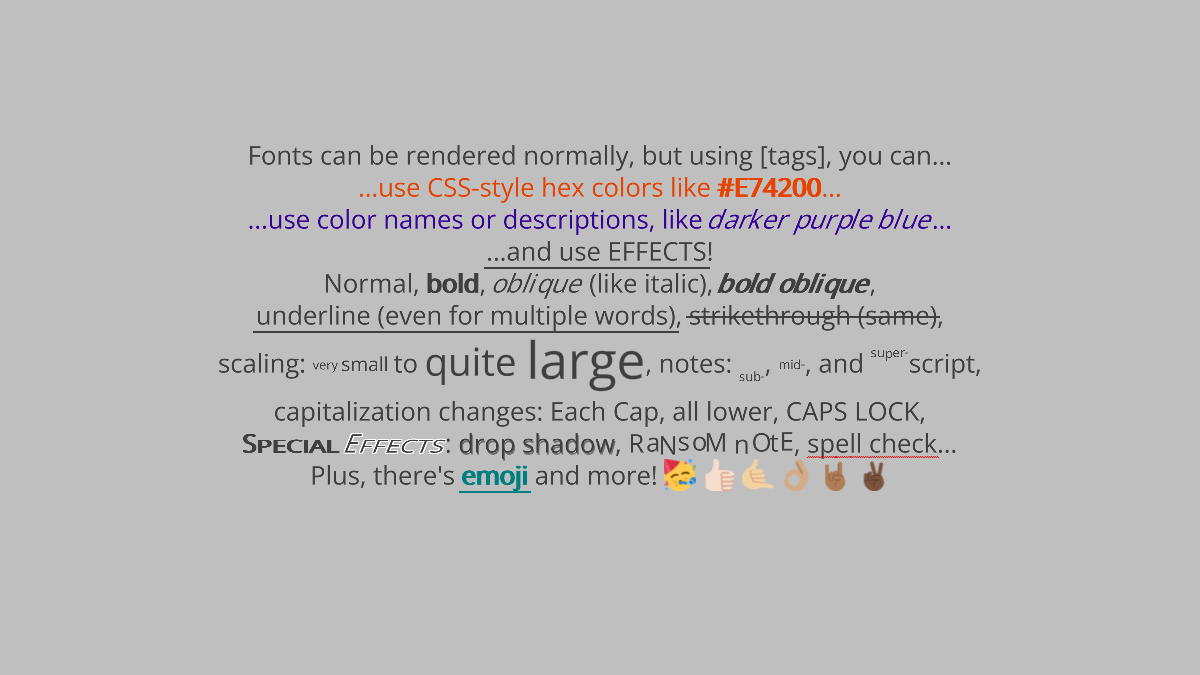 Fonts can be rendered normally, but using [tags], you can...
...use CSS-style hex colors like #E74200...
...use color names or descriptions, like darker purple blue...
...and use EFFECTS!
Normal, bold, oblique (like italic), bold oblique,
underline (even for multiple words), strikethrough (same),
scaling: very small to quite large, notes: sub-, mid-, and super-script,
capitalization changes: Each Cap, all lower, CAPS LOCK,
Special Effects: drop shadow, RaNsoM nOtE, spell check...
Plus, there's emoji and more! 🥳👍🏻🤙🏼👌🏽🤘🏾✌🏿